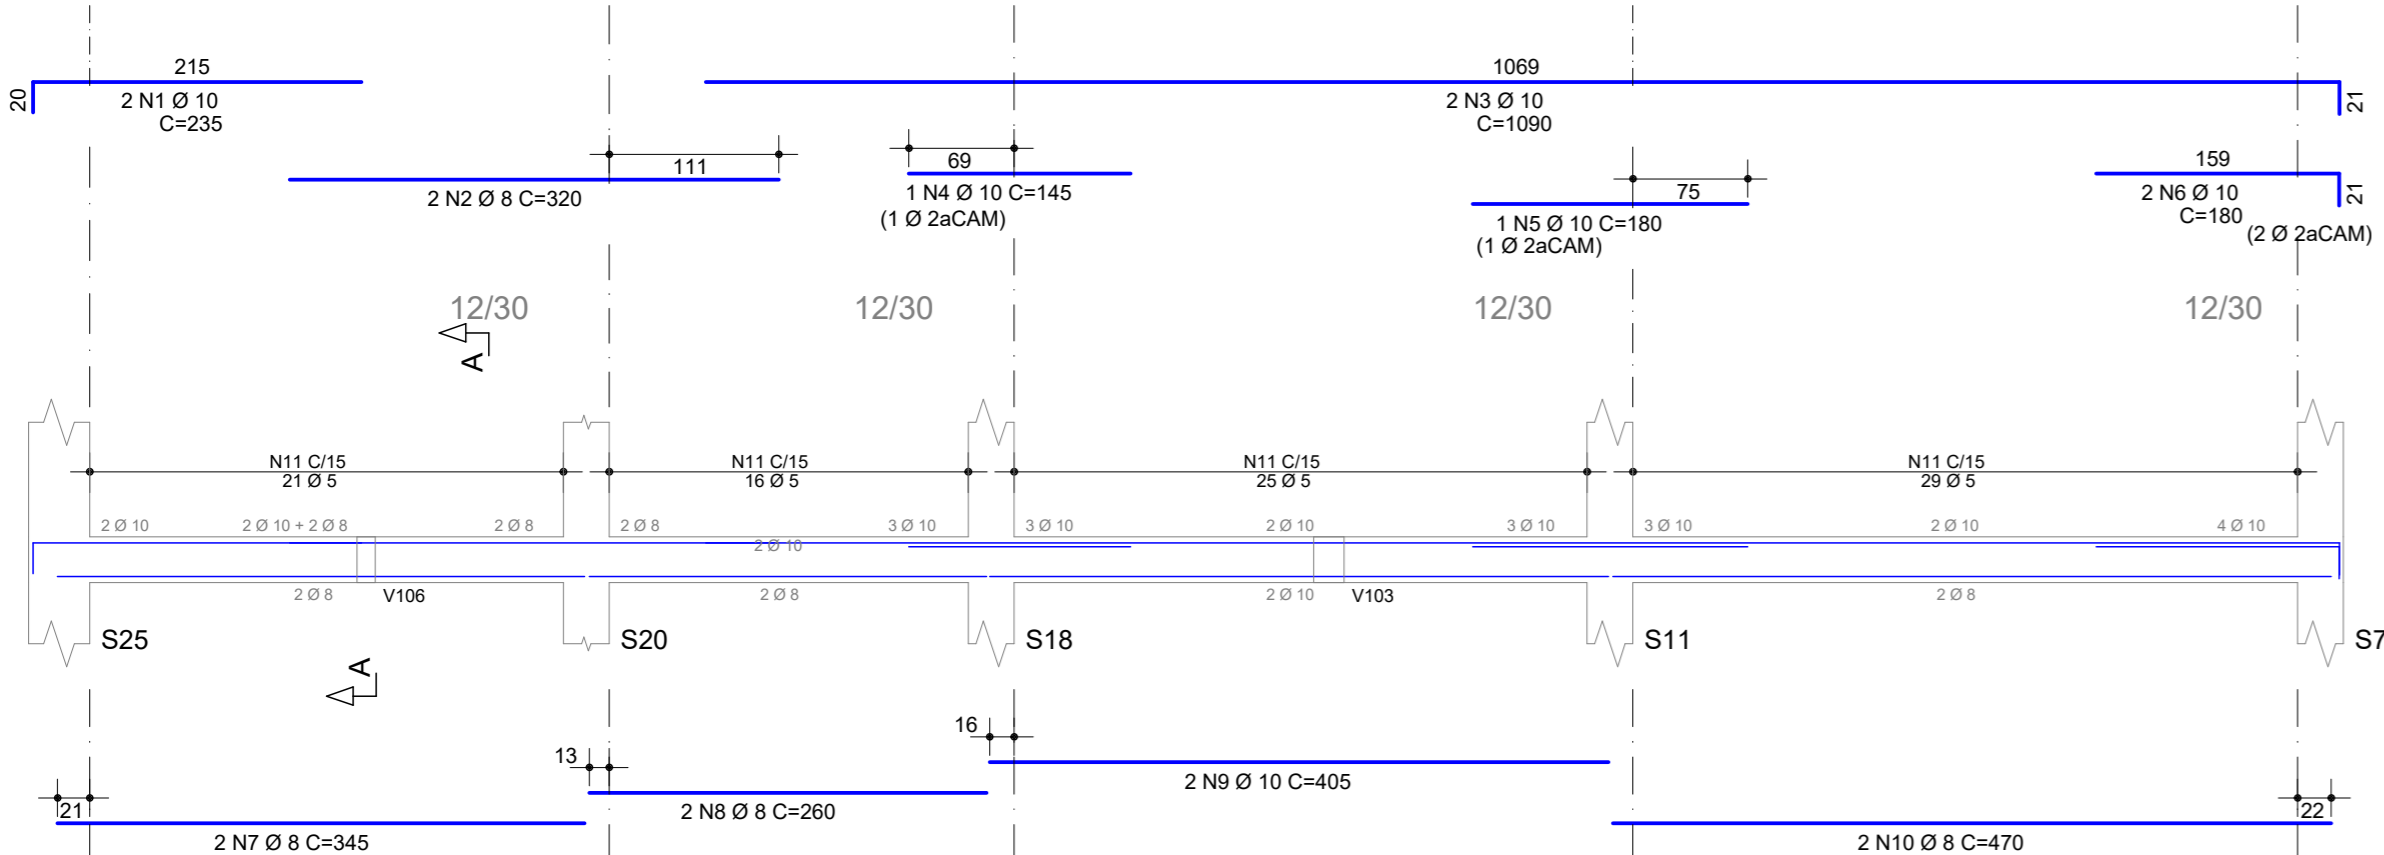 215
20
2 N1 Ø 10
C=235
1069
2 N3 Ø 10
C=1090
21
111
2 N2 Ø 8 C=320
69
1 N4 Ø 10 C=145
(1 Ø 2aCAM)
75
1 N5 Ø 10 C=180
(1 Ø 2aCAM)
159
2 N6 Ø 10
C=180
21
(2 Ø 2aCAM)
12/30
12/30
12/30
12/30
A
N11 C/15
21 Ø 5
N11 C/15
16 Ø 5
N11 C/15
25 Ø 5
N11 C/15
29 Ø 5
2 Ø 10
2 Ø 10 + 2 Ø 8
2 Ø 8
2 Ø 8
2 Ø 10
3 Ø 10
3 Ø 10
2 Ø 10
3 Ø 10
3 Ø 10
2 Ø 10
4 Ø 10
2 Ø 8
V106
2 Ø 8
2 Ø 10
V103
2 Ø 8
S25
S20
S18
S11
S7
A
21
2 N7 Ø 8 C=345
13
2 N8 Ø 8 C=260
16
2 N9 Ø 10 C=405
22
2 N10 Ø 8 C=470